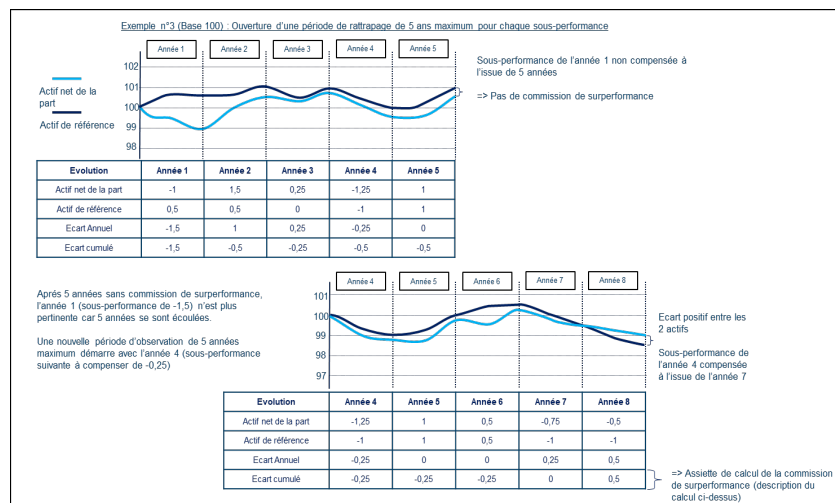 Exemple n°3 (Base 100) : Ouverture d'une période de rattrapage de 5 ans maximum pour chaque sous-performance
Année 1 Année 2 Année 3 Année 4 Année 5
102
101
100
99
98
Actif net de la
part
Actif de référence
Sous-performance de l'année 1 non compensée à
l'issue de 5 années
=> Pas de commission de surperformance
Evolution Année 1 Année 2 Année 3 Année 4 Année 5
Actif net de la part -1 1,5 0,25 -1,25 1
Actif de référence 0,5 0,5 0 -1 1
Ecart Annuel -1,5 1 0,25 -0,25 0
Ecart cumulé -1,5 -0,5 -0,25 -0,5 -0,5
Aprés 5 années sans commission de surperformance,
l'année 1 (sous-performance de -1,5) n'est plus
pertinente car 5 années se sont écoulées.
Une nouvelle période d'observation de 5 années
maximum démarre avec l'année 4 (sous-performance
suivante à compenser de -0,25)
Année 4 Année 5 Année 6 Année 7 Année 8
101
100
99
98
97
Ecart positif entre les
2 actifs
Sous-performance de
l'année 4 compensée
à l'issue de l'année 7
Evolution Année 4 Année 5 Année 6 Année 7 Année 8
Actif net de la part -1,25 1 0,5 -0,75 -0,5
Actif de référence -1 1 0,5 -1 -1
Ecart Annuel -0,25 0 0 0,25 0,5
Ecart cumulé -0,25 -0,25 -0,25 0 0,5
=> Assiette de calcul de la commission
de surperformance (description du
calcul ci-dessus)